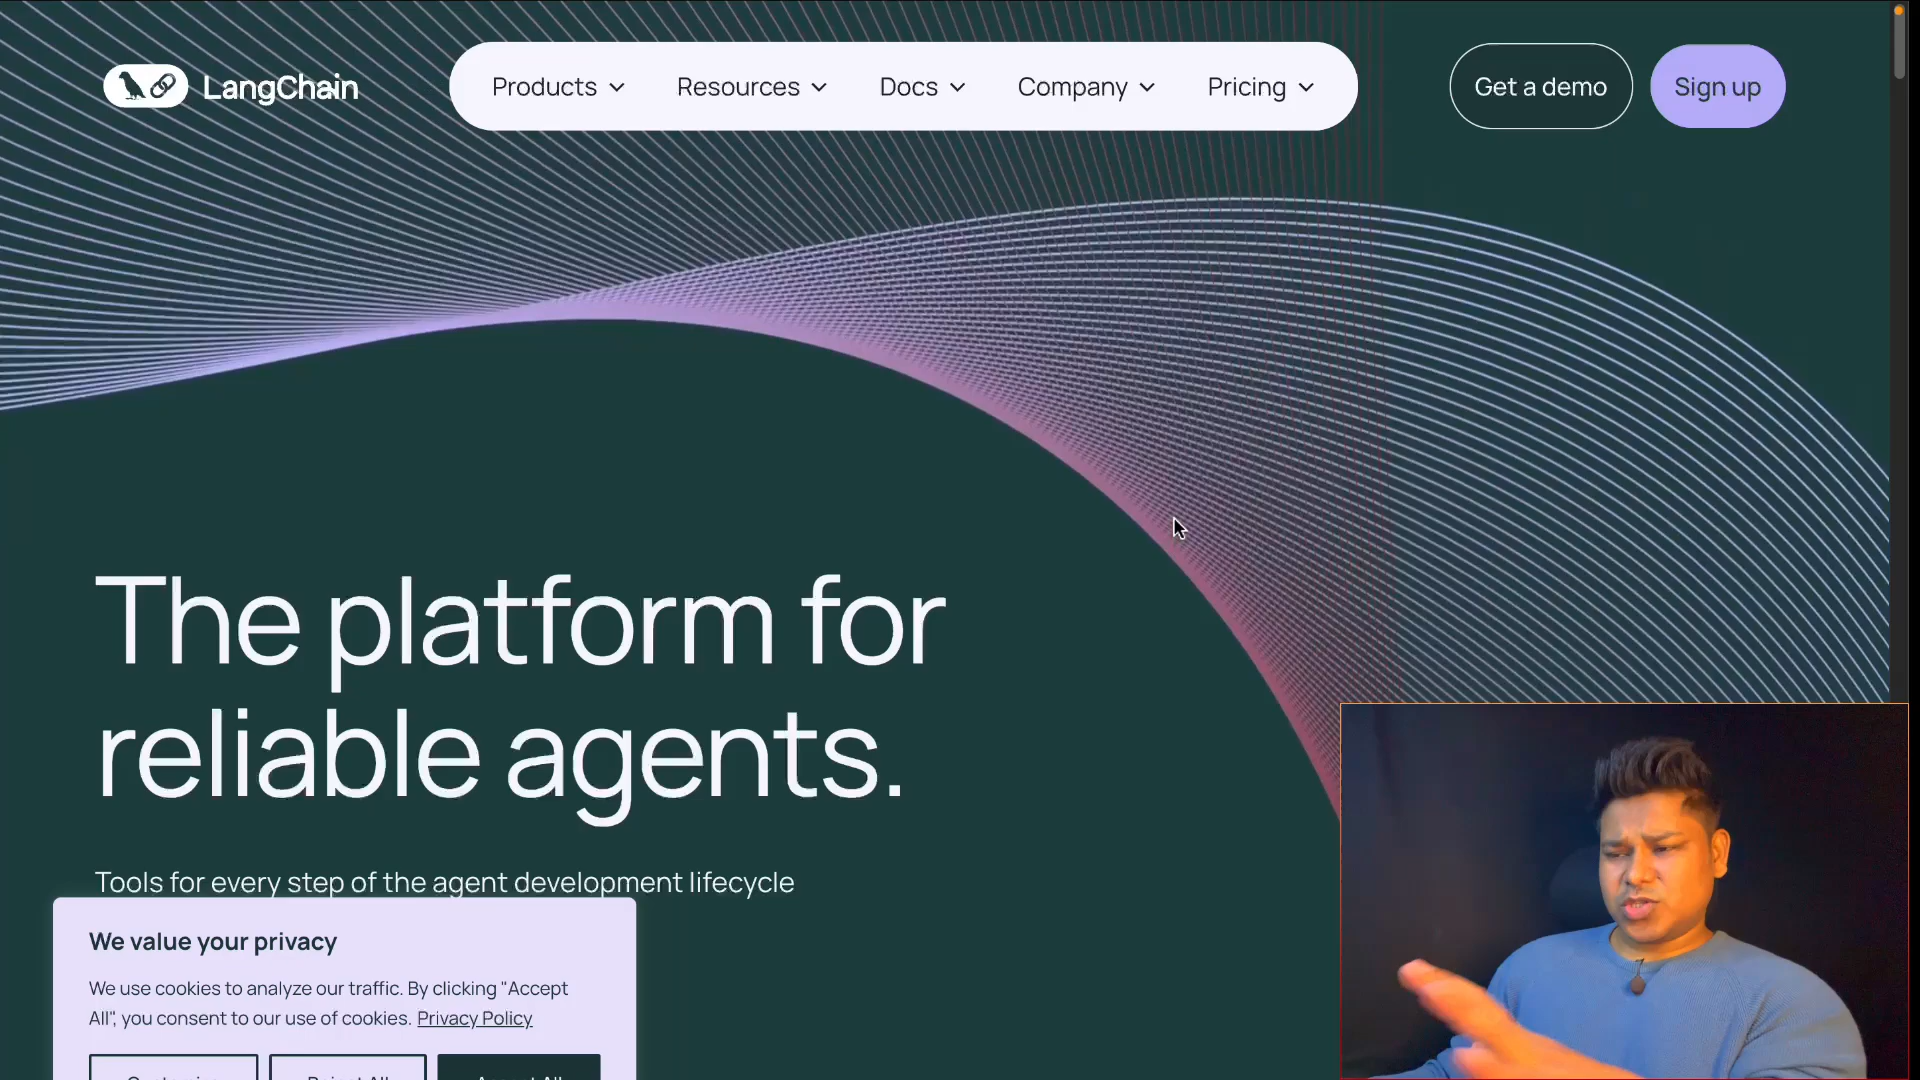 LangChain
Products
Resources
Docs
Company
Pricing
Get a demo
Sign up
The platform for
reliable agents.
Tools for every step of the agent development lifecycle
We value your privacy
We use cookies to analyze our traffic. By clicking "Accept
All", you consent to our use of cookies. Privacy Policy